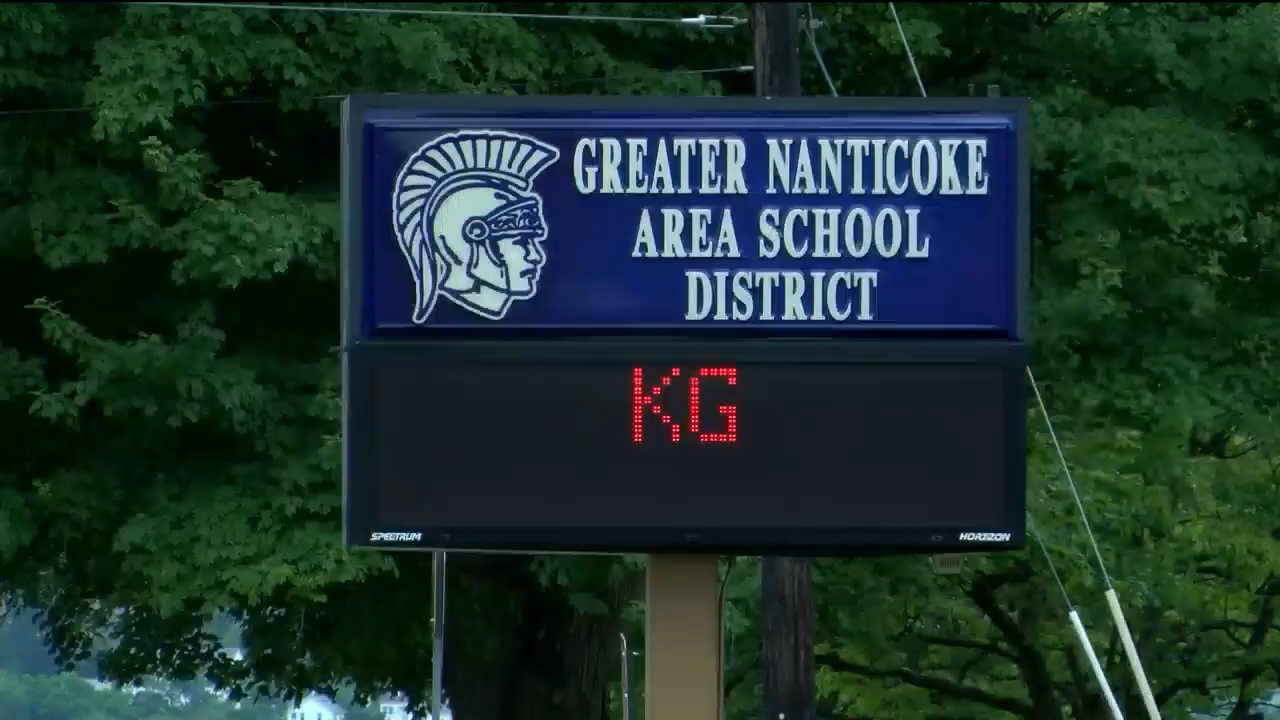 GREATER NANTICOKE
AREA SCHOOL
DISTRICT
KG
SPECTRUM
HORIZON